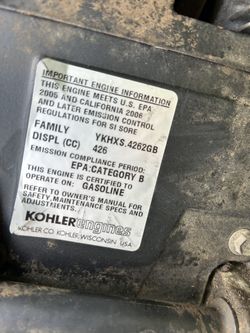 IMPORTANT ENGINE INFORMATION
THIS ENGINE MEETS U.S. EPA
2005 AND CALIFORNIA 2006
AND LATER EMISSION CONTROL
REGULATIONS FOR SI SORE
FAMILY YKHXS.4262GB
DISPL (CC) 426
EMISSION COMPLIANCE PERIOD:
EPA: CATEGORY B
THIS ENGINE IS CERTIFIED TO
OPERATE ON: GASOLINE
REFER TO OWNER'S MANUAL FOR
SAFETY, MAINTENANCE SPECS AND
ADJUSTMENTS
KOHLER engines
KOHLER CO. KOHLER, WISCONSIN USA